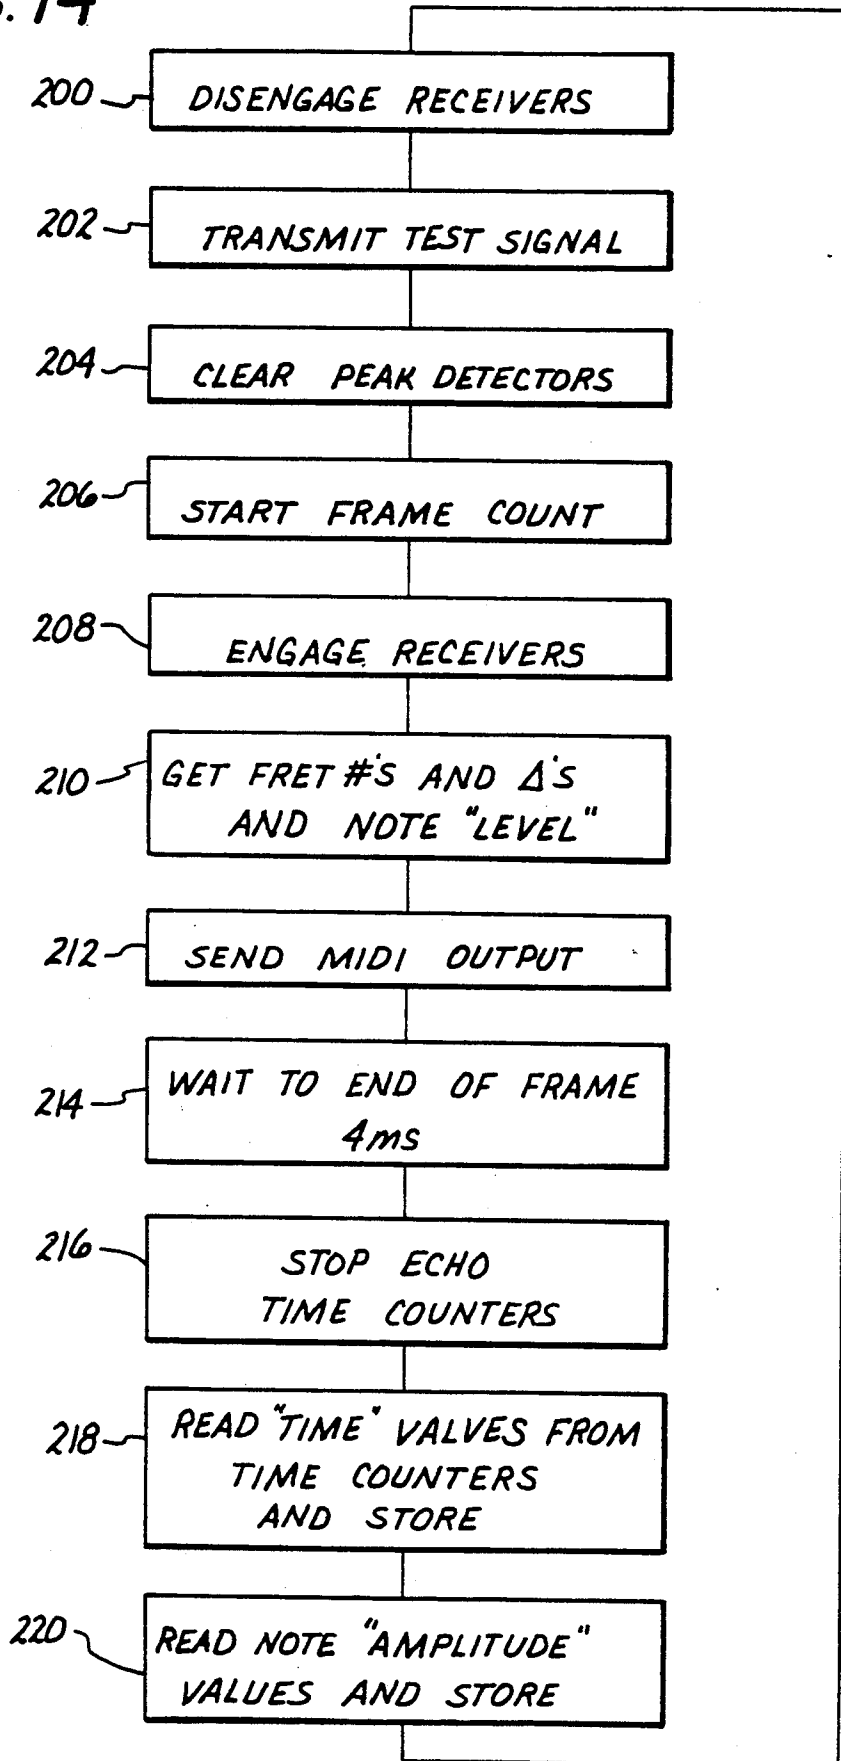 14
200
DISENGAGE RECEIVERS
202
TRANSMIT TEST SIGNAL
204
CLEAR PEAK DETECTORS
206
START FRAME COUNT
208
ENGAGE RECEIVERS
210
GET FRET #'S AND Δ'S
AND NOTE "LEVEL"
212
SEND MIDI OUTPUT
214
WAIT TO END OF FRAME
4ms
216
STOP ECHO
TIME COUNTERS
218
READ "TIME" VALVES FROM
TIME COUNTERS
AND STORE
220
READ NOTE "AMPLITUDE"
VALUES AND STORE